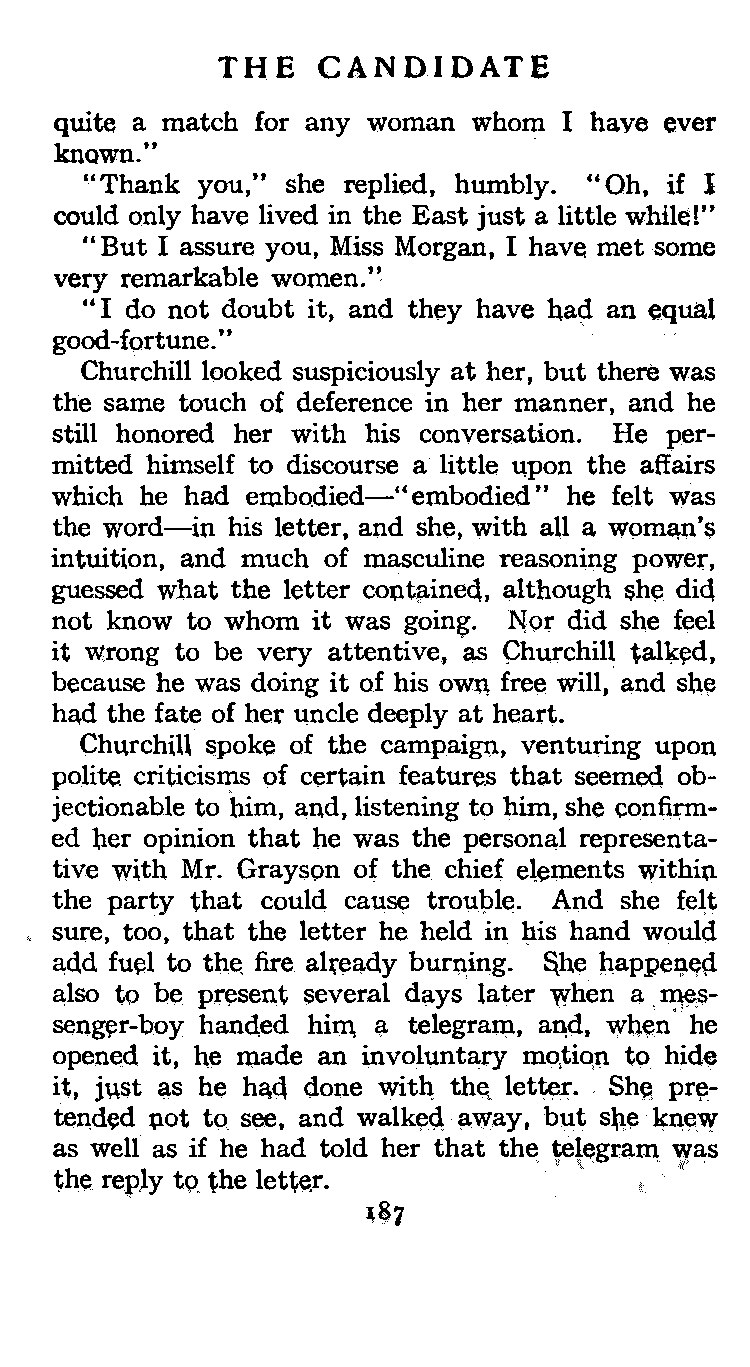 THE CANDIDATE
quite a match for any woman whom I have ever
known."
"Thank you," she replied, humbly. "Oh, if I
could only have lived in the East just a little while!"
"But I assure you, Miss Morgan, I have met some
very remarkable women."
"I do not doubt it, and they have had an equal
good-fortune."
Churchill looked suspiciously at her, but there was
the same touch of deference in her manner, and he
still honored her with his conversation. He per-
mitted himself to discourse a little upon the affairs
which he had embodied—"embodied" he felt was
the word—in his letter, and she, with all a woman's
intuition, and much of masculine reasoning power,
guessed what the letter contained, although she did
not know to whom it was going. Nor did she feel
it wrong to be very attentive, as Churchill talked,
because he was doing it of his own free will, and she
had the fate of her uncle deeply at heart.
Churchill spoke of the campaign, venturing upon
polite criticisms of certain features that seemed ob-
jectionable to him, and, listening to him, she confirm-
ed her opinion that he was the personal representa-
tive with Mr. Grayson of the chief elements within
the party that could cause trouble. And she felt
sure, too, that the letter he held in his hand would
add fuel to the fire already burning. She happened
also to be present several days later when a mes-
senger-boy handed him a telegram, and, when he
opened it, he made an involuntary motion to hide
it, just as he had done with the letter. She pre-
tended not to see, and walked away, but she knew
as well as if he had told her that the telegram was
the reply to the letter.
187